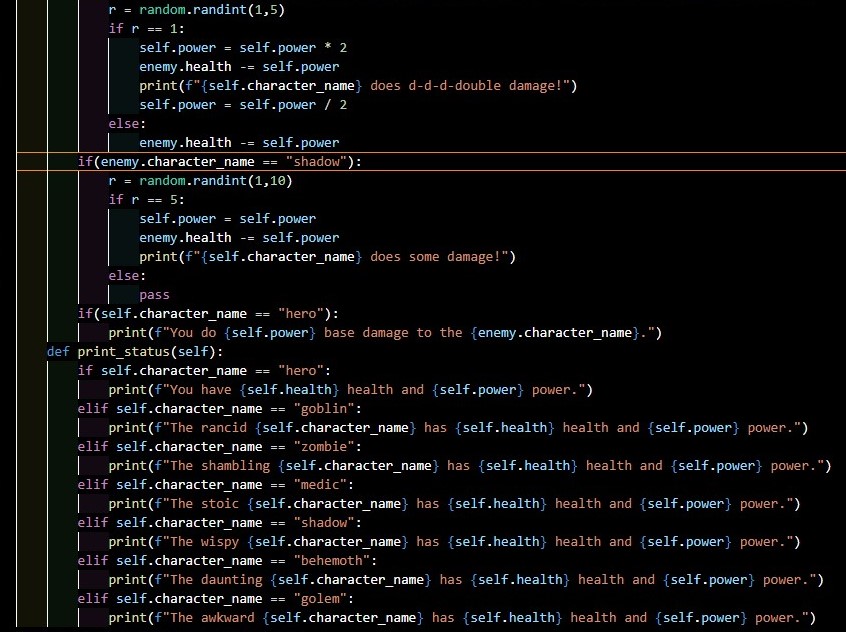 r = random.randint(1,5)
        if r == 1:
            self.power = self.power * 2
            enemy.health -= self.power
            print(f"{self.character_name} does d-d-d-double damage!")
            self.power = self.power / 2
        else:
            enemy.health -= self.power
    if(enemy.character_name == "shadow"):
        r = random.randint(1,10)
        if r == 5:
            self.power = self.power
            enemy.health -= self.power
            print(f"{self.character_name} does some damage!")
        else:
            pass
    if(self.character_name == "hero"):
        print(f"You do {self.power} base damage to the {enemy.character_name}.")
def print_status(self):
    if self.character_name == "hero":
        print(f"You have {self.health} health and {self.power} power.")
    elif self.character_name == "goblin":
        print(f"The rancid {self.character_name} has {self.health} health and {self.power} power.")
    elif self.character_name == "zombie":
        print(f"The shambling {self.character_name} has {self.health} health and {self.power} power.")
    elif self.character_name == "medic":
        print(f"The stoic {self.character_name} has {self.health} health and {self.power} power.")
    elif self.character_name == "shadow":
        print(f"The wispy {self.character_name} has {self.health} health and {self.power} power.")
    elif self.character_name == "behemoth":
        print(f"The daunting {self.character_name} has {self.health} health and {self.power} power.")
    elif self.character_name == "golem":
        print(f"The awkward {self.character_name} has {self.health} health and {self.power} power.")